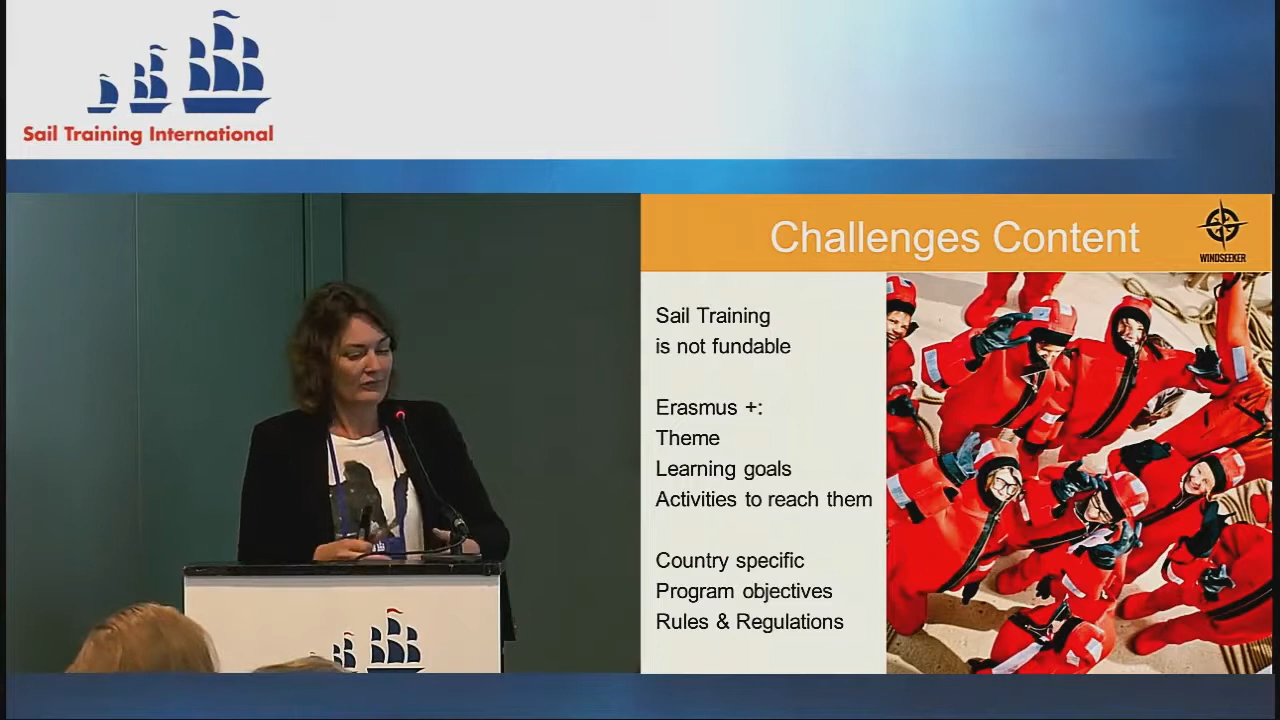 Sail Training International
Challenges Content
WINDSEEKER
Sail Training
is not fundable
Erasmus +:
Theme
Learning goals
Activities to reach them
Country specific
Program objectives
Rules & Regulations